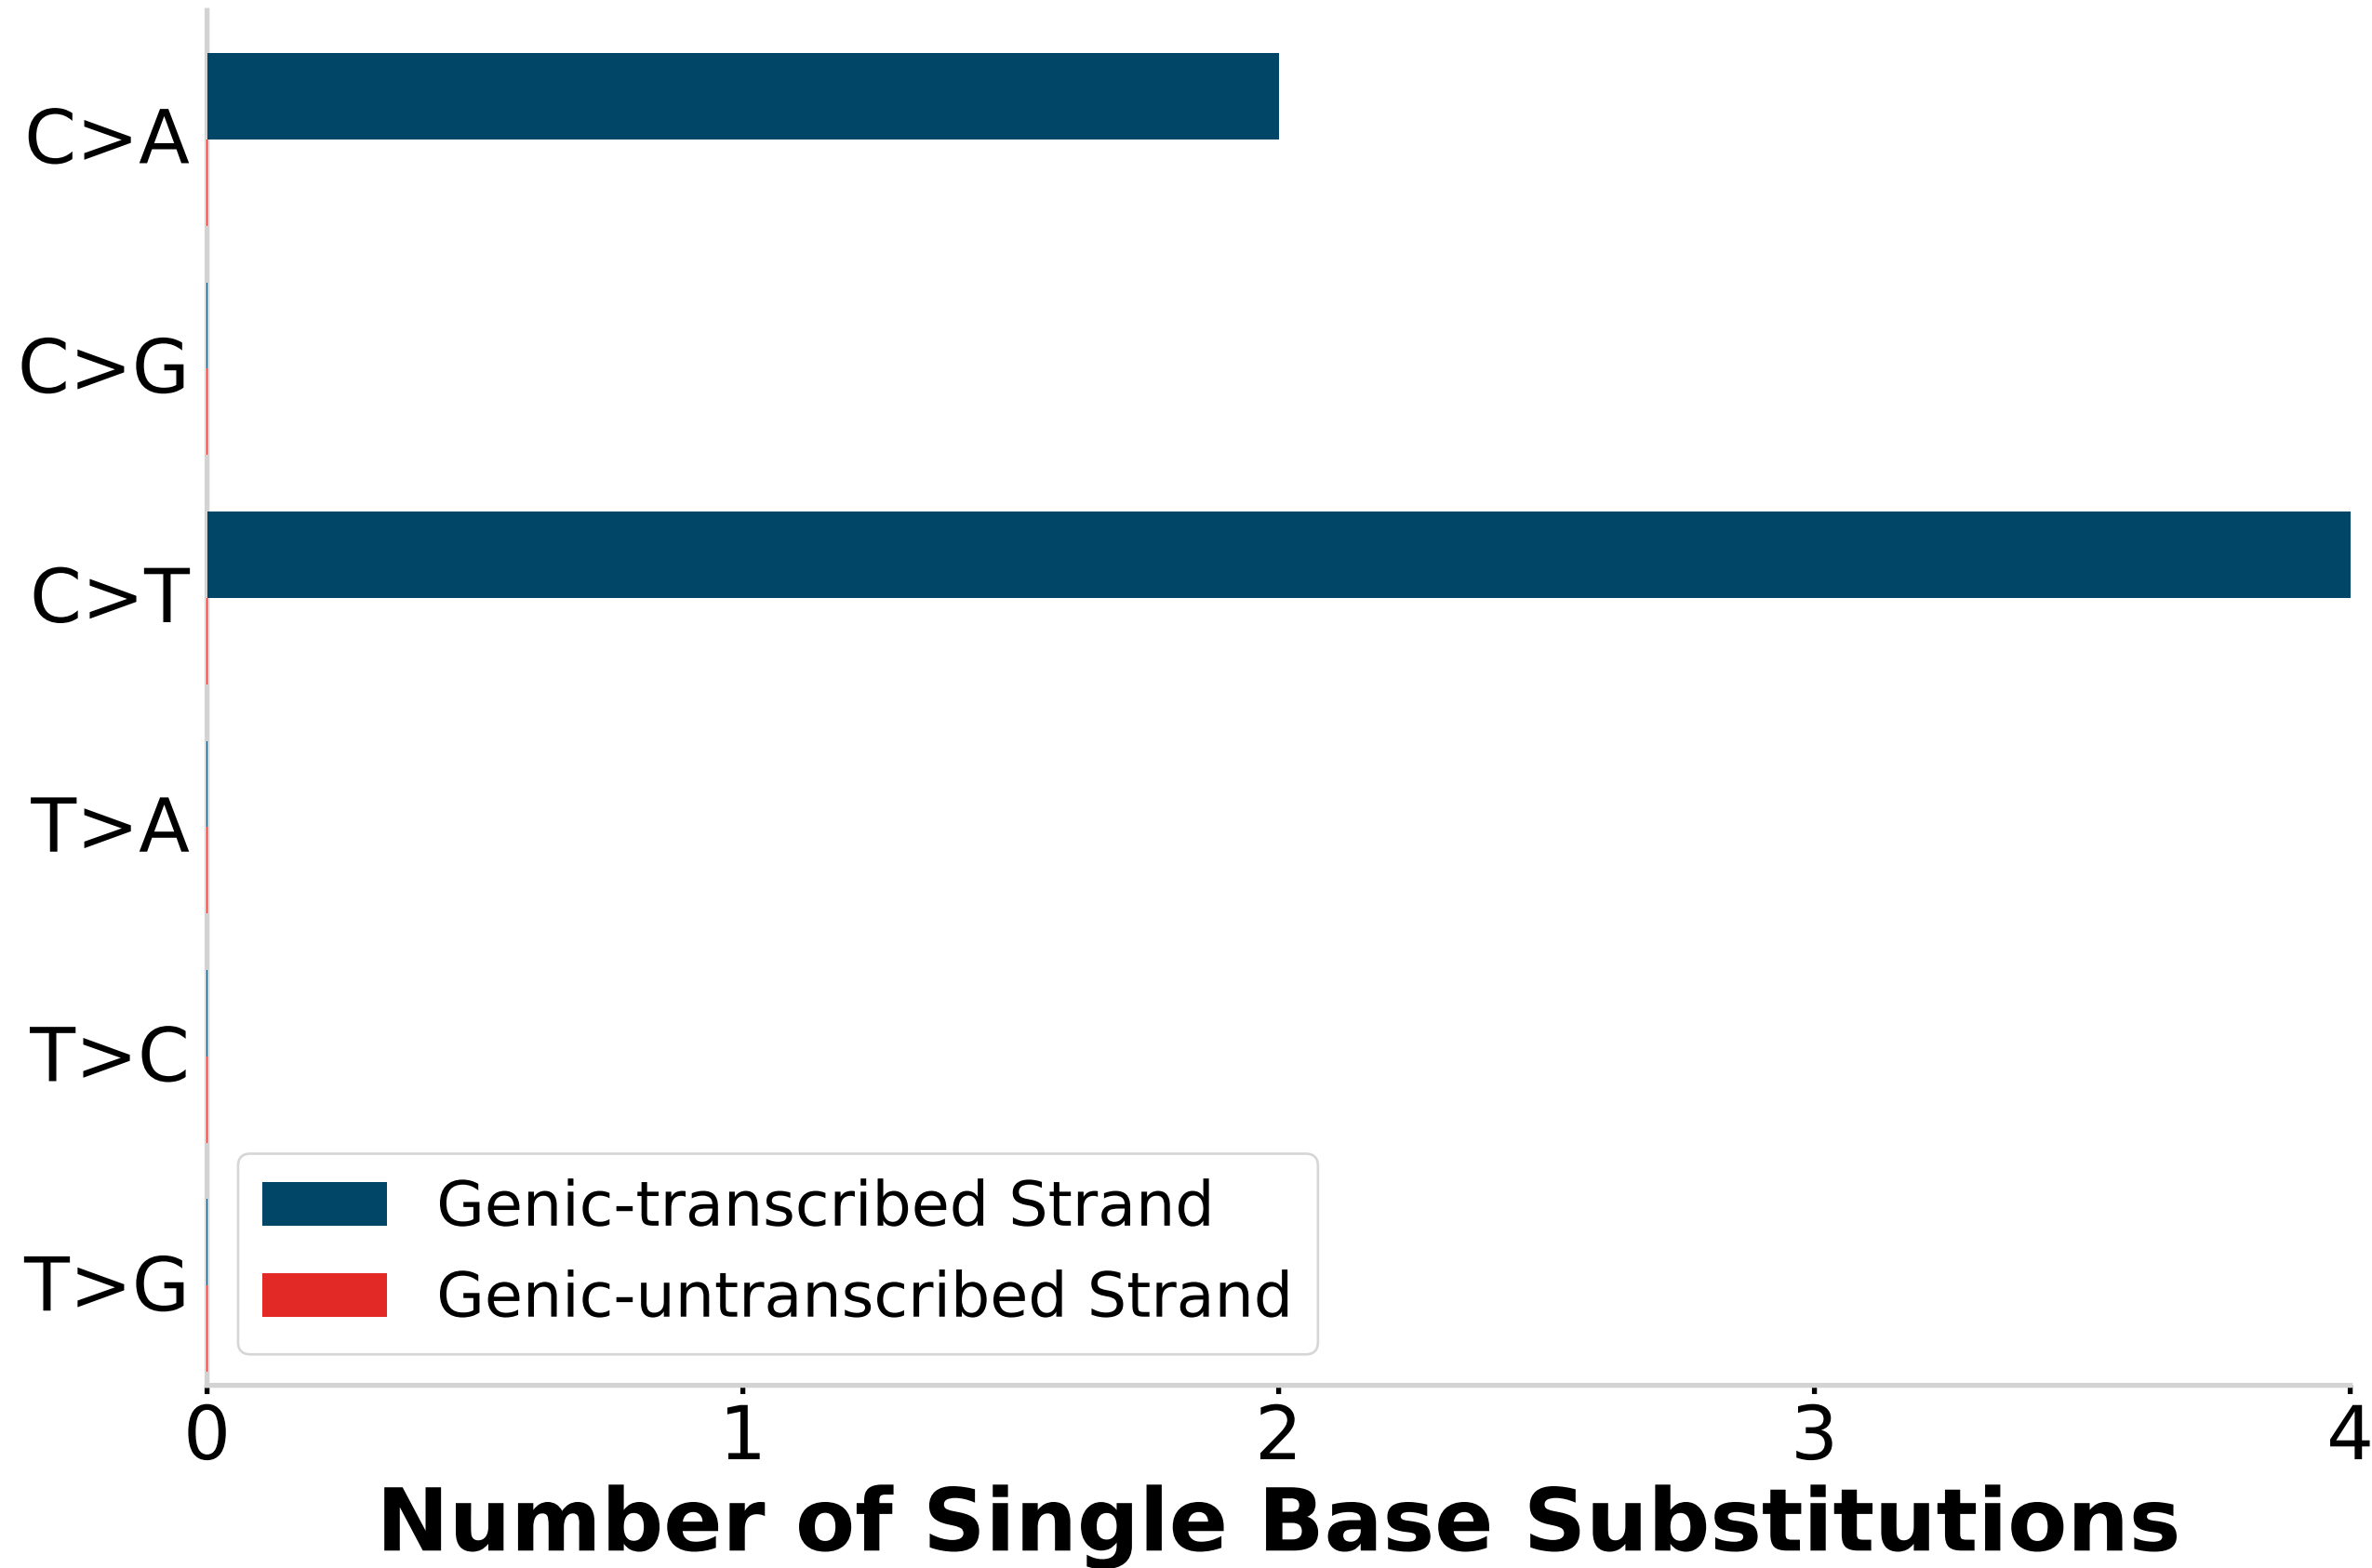 C>A
C>G
C>T
T>A
T>C
T>G
Genic-transcribed Strand
Genic-untranscribed Strand
0 1 2 3 4
Number of Single Base Substitutions